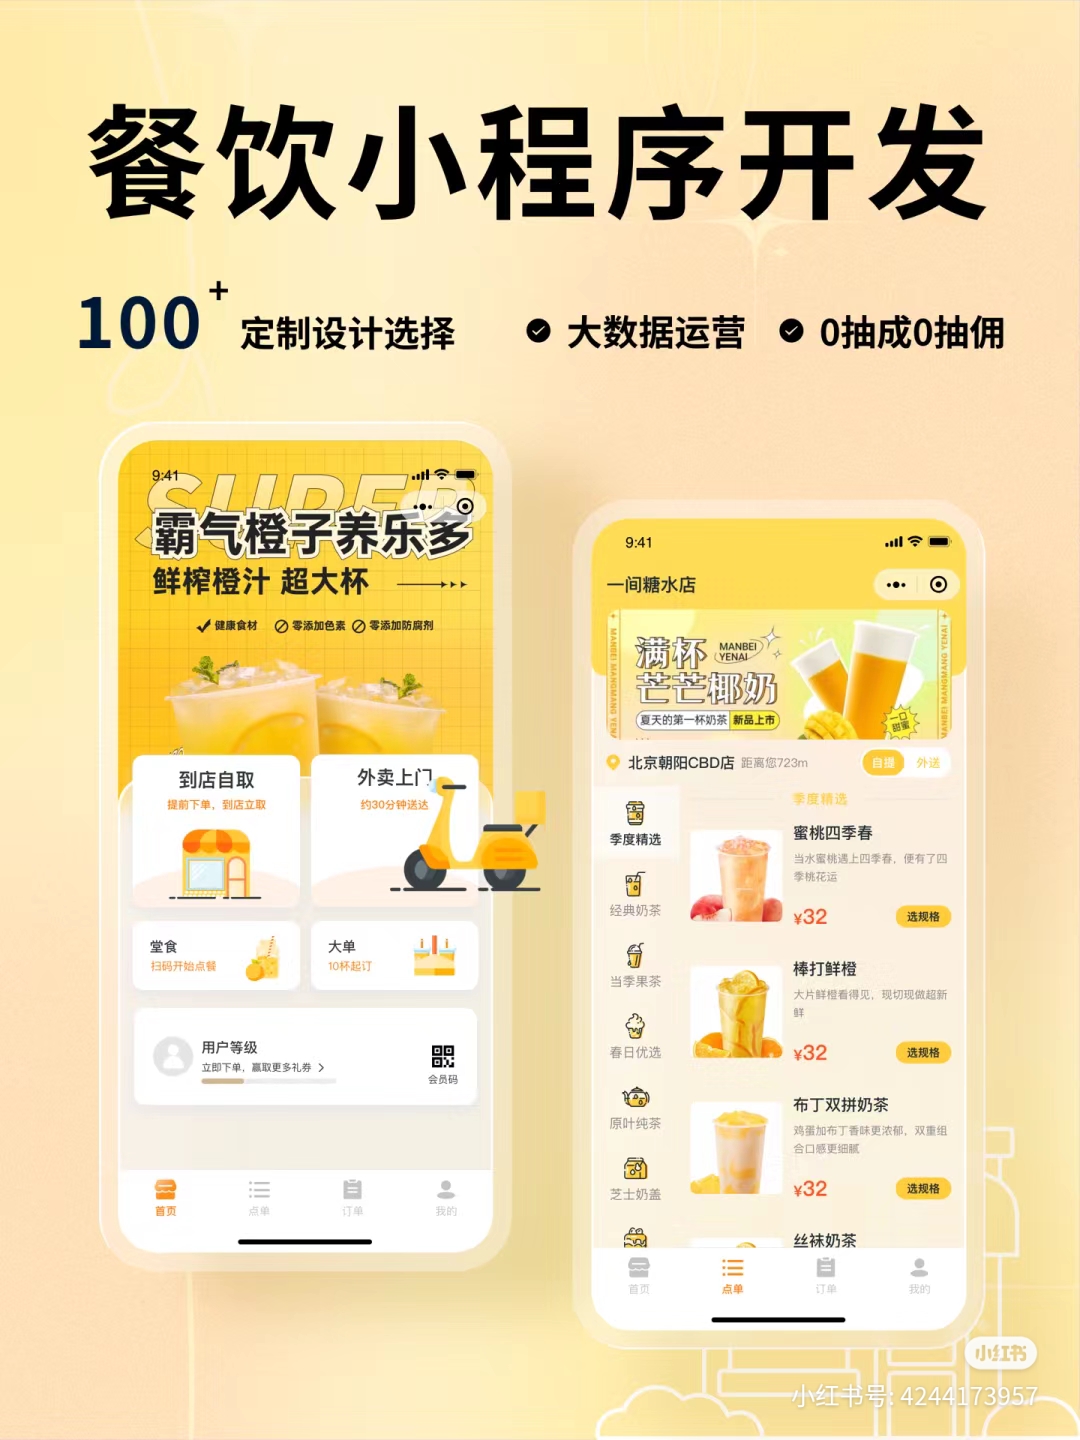 餐饮小程序开发
100+ 定制设计选择
大数据运营
0抽成0抽佣
9:41
SUPER
霸气橙子养乐多
鲜榨橙汁 超大杯
健康食材 零添加色素 零添加防腐剂
到店自取
提前下单，到店立取
外卖上门
约30分钟送达
堂食
扫码开始点餐
大单
10杯起订
用户等级
立即下单，赢取更多礼券
会员码
首页
点单
订单
我的
9:41
一间糖水店
MANBEI MANGMANG YENAI
满杯
MANBEI
YENAI
芒芒椰奶
夏天的第一杯奶茶 新品上市
一口
甜蜜
MANBEI MANGMANG YENAI
北京朝阳CBD店 距离您723m
自提
外送
季度精选
经典奶茶
当季果茶
春日优选
原叶纯茶
芝士奶盖
季度精选
蜜桃四季春
当水蜜桃遇上四季春，便有了四
季桃花运
¥32
选规格
棒打鲜橙
大片鲜橙看得见，现切现做超新
鲜
¥32
选规格
布丁双拼奶茶
鸡蛋加布丁香味更浓郁，双重组
合口感更细腻
¥32
选规格
丝袜奶茶
首页
点单
订单
我的
小红书
小红书号: 4244173957